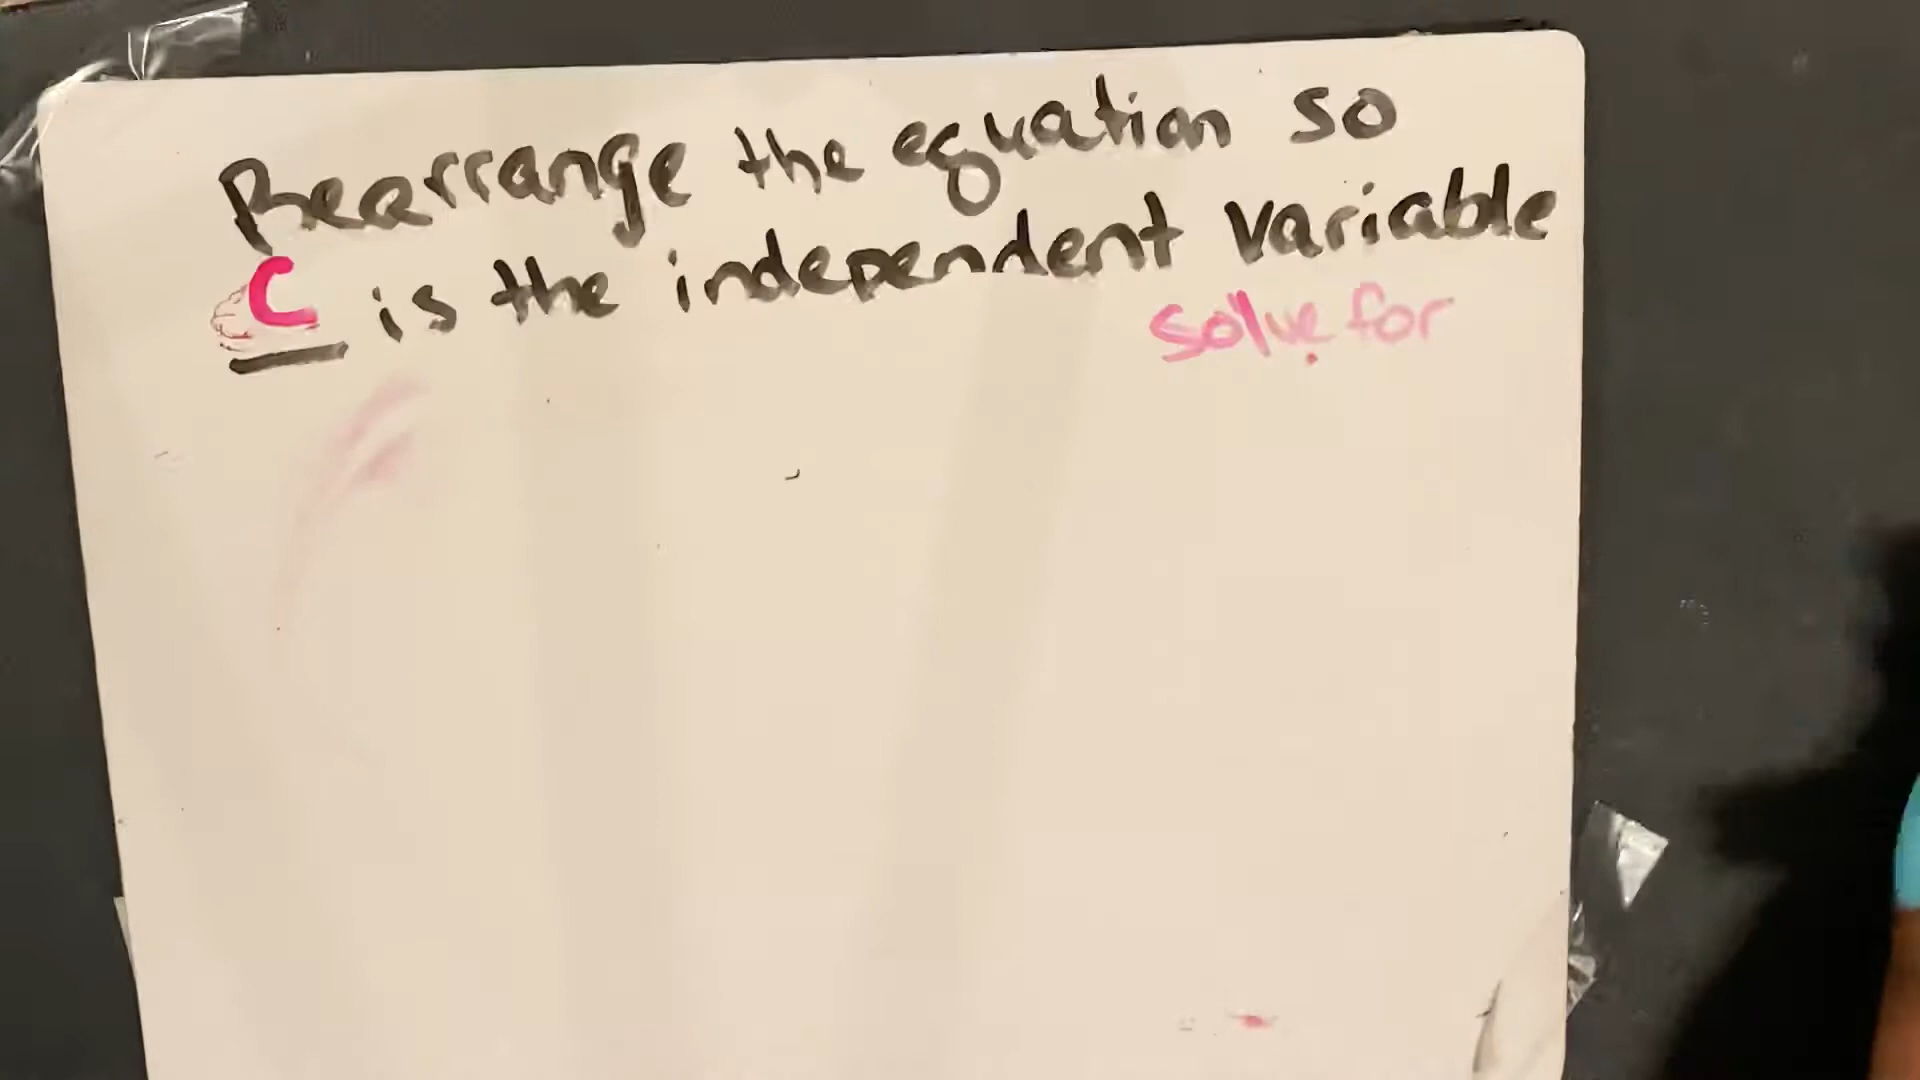 Rearrange the equation so
C is the independent variable
solve for